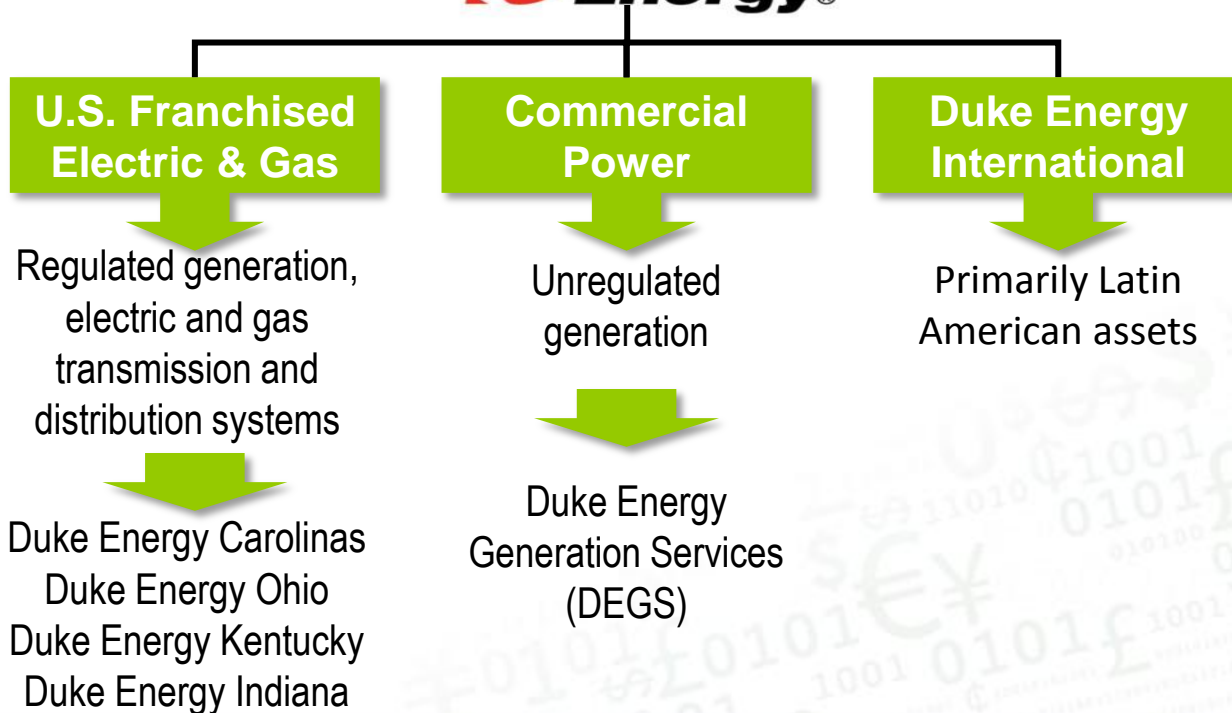 Energy®
U.S. Franchised
Electric & Gas
Regulated generation,
electric and gas
transmission and
distribution systems
Duke Energy Carolinas
Duke Energy Ohio
Duke Energy Kentucky
Duke Energy Indiana
Commercial
Power
Unregulated
generation
Duke Energy
Generation Services
(DEGS)
Duke Energy
International
Primarily Latin
American assets